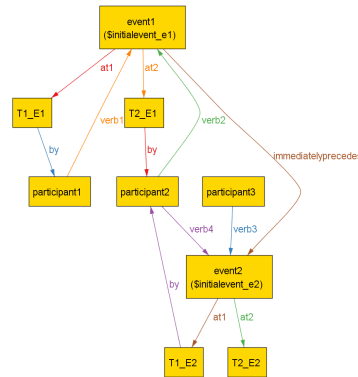 event1
($initialevent_e1)
at1
at2
T1_E1
T2_E1
verb1
verb2
by
by
immediatelyprecedes
participant1
participant2
participant3
verb4
verb3
event2
($initialevent_e2)
by
at1
at2
T1_E2
T2_E2